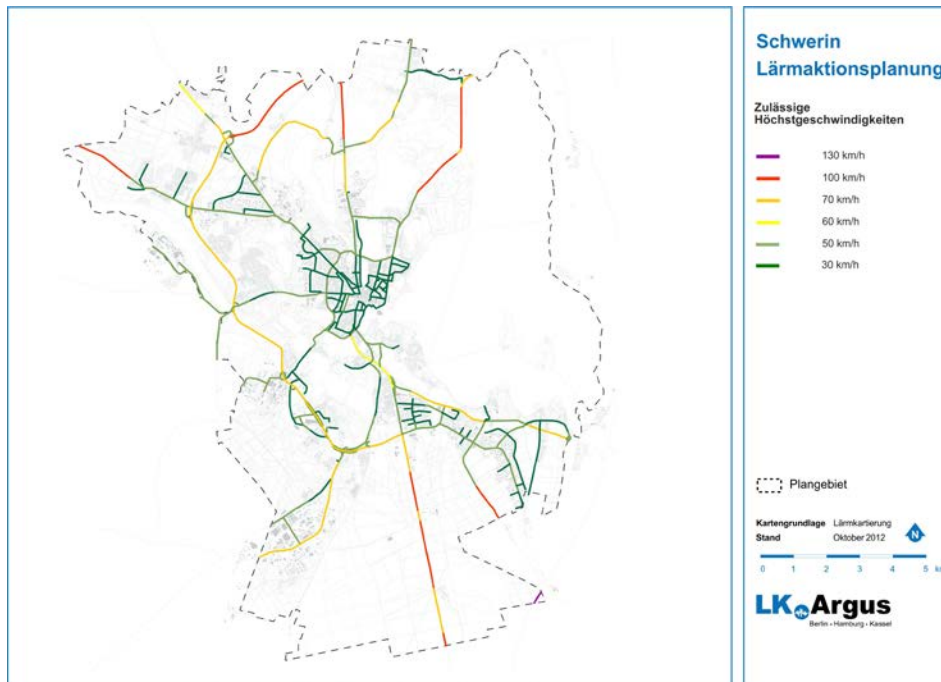 Schwerin
Lärmaktionsplanung
Zulässige
Höchstgeschwindigkeiten
130 km/h
100 km/h
70 km/h
60 km/h
50 km/h
30 km/h
Plangebiet
Kartengrundlage Lärmkartierung
Stand Oktober 2012
N
0 1 2 3 4 5 k
LK Argus
Berlin • Hamburg • Kassel